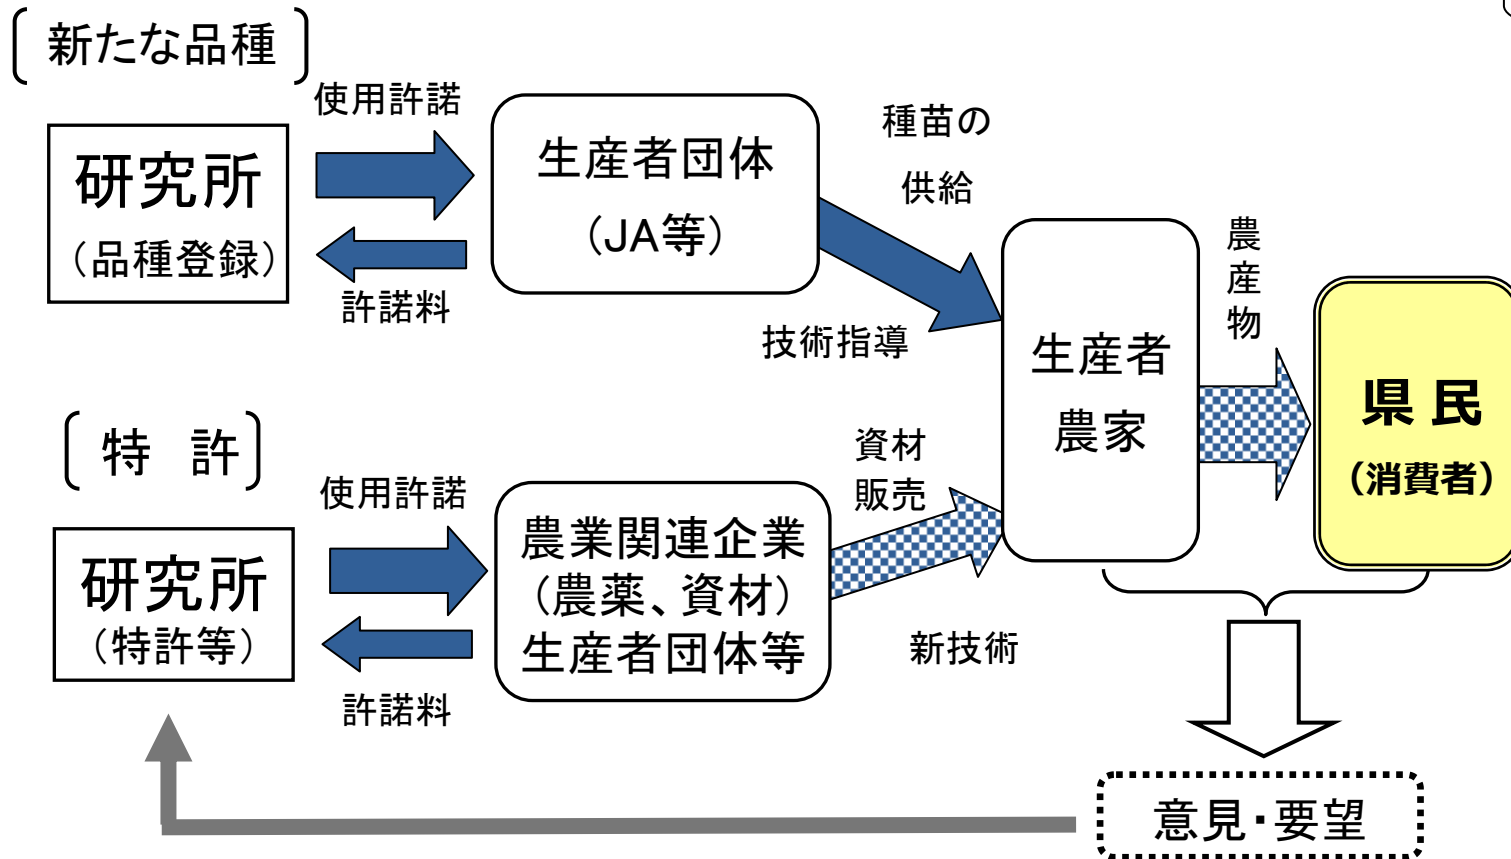 〔 新たな品種 〕
使用許諾
研究所
(品種登録)
許諾料
生産者団体
(JA等)
種苗の
供給
技術指導
生産者
農家
農
産
物
県 民
(消費者)
〔 特 許 〕
使用許諾
研究所
(特許等)
許諾料
農業関連企業
(農薬、資材)
生産者団体等
資材
販売
新技術
意見・要望